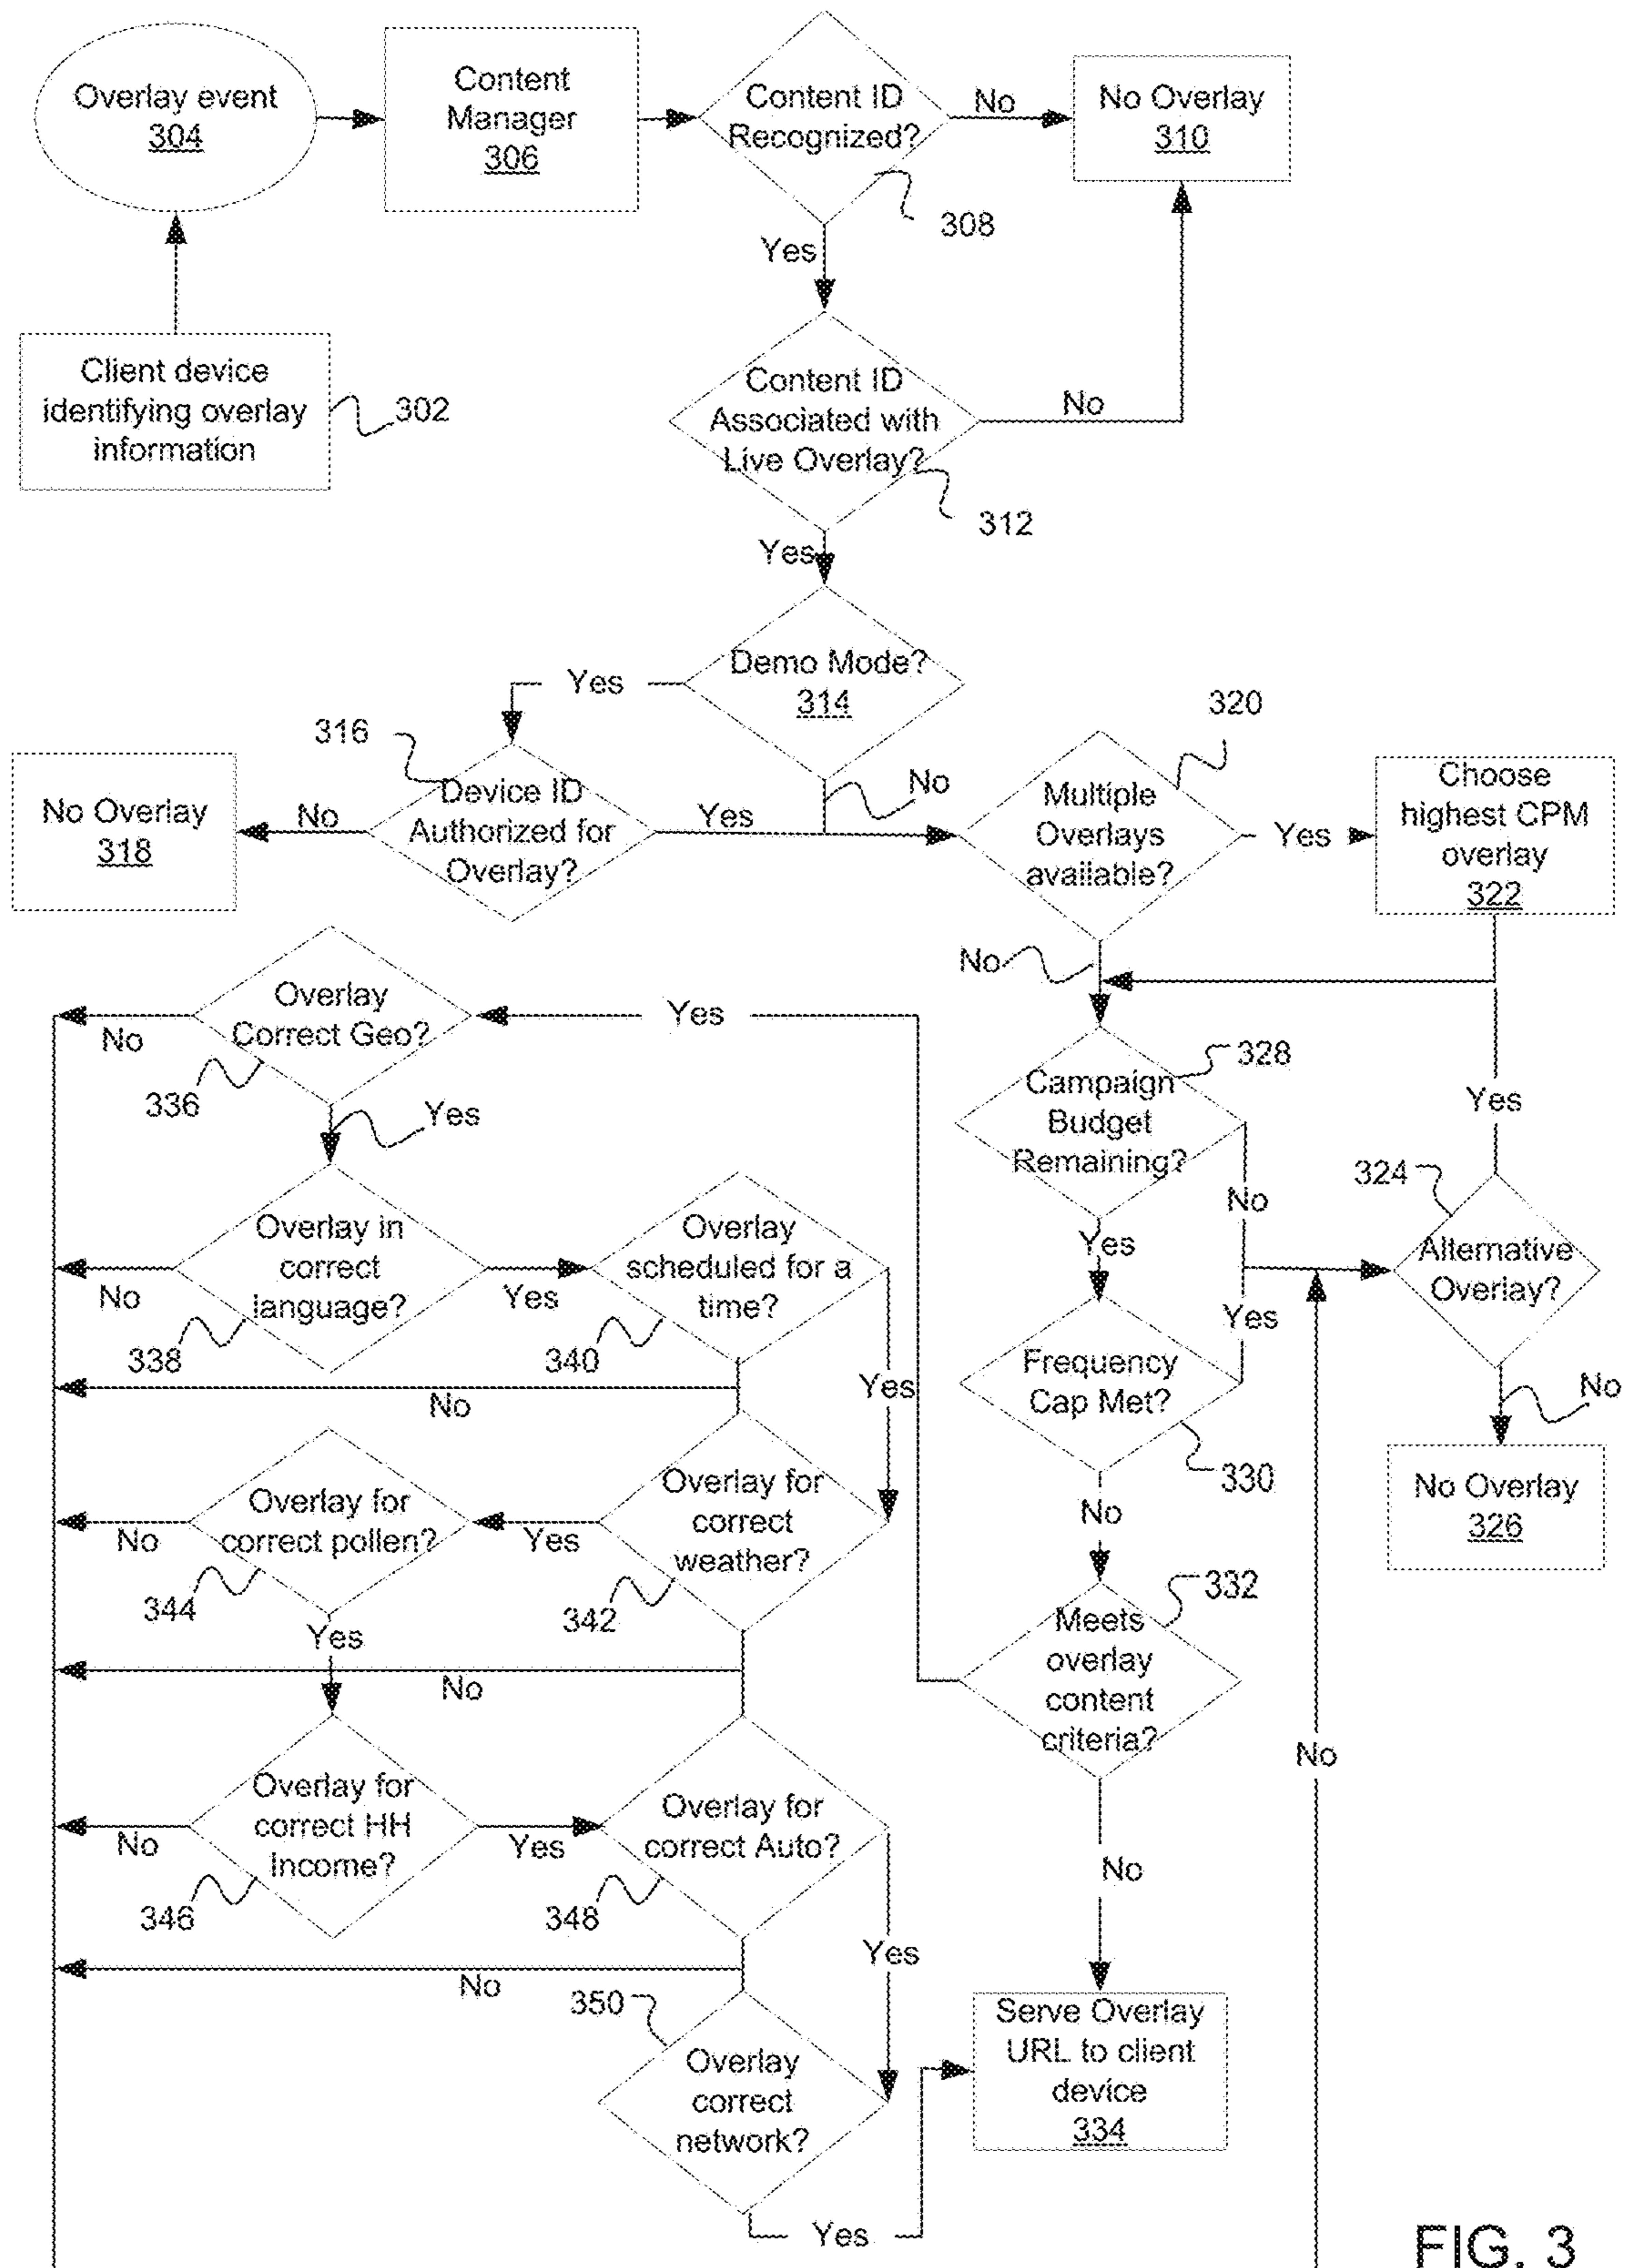 Overlay event
304
Content
Manager
306
Content ID
Recognized?
308
No
No Overlay
310
Yes
Client device
identifying overlay
information
302
Content ID
Associated with
Live Overlay?
312
No
Yes
Demo Mode?
314
Yes
No
316
Device ID
Authorized for
Overlay?
No
No Overlay
318
Yes
320
Multiple
Overlays
available?
Yes
Choose
highest CPM
overlay
322
No
Overlay
Correct Geo?
336
No
Yes
Yes
328
Campaign
Budget
Remaining?
No
Yes
Yes
324
Alternative
Overlay?
No
No Overlay
326
Overlay in
correct
language?
338
No
Yes
Overlay
scheduled for a
time?
340
Yes
No
Frequency
Cap Met?
330
Yes
No
Overlay for
correct pollen?
344
No
Yes
Yes
Overlay for
correct
weather?
342
No
332
Meets
overlay
content
criteria?
No
No
Overlay for
correct HH
Income?
346
No
Yes
Overlay for
correct Auto?
348
Yes
No
350
Overlay
correct
network?
Yes
Serve Overlay
URL to client
device
334
FIG. 3